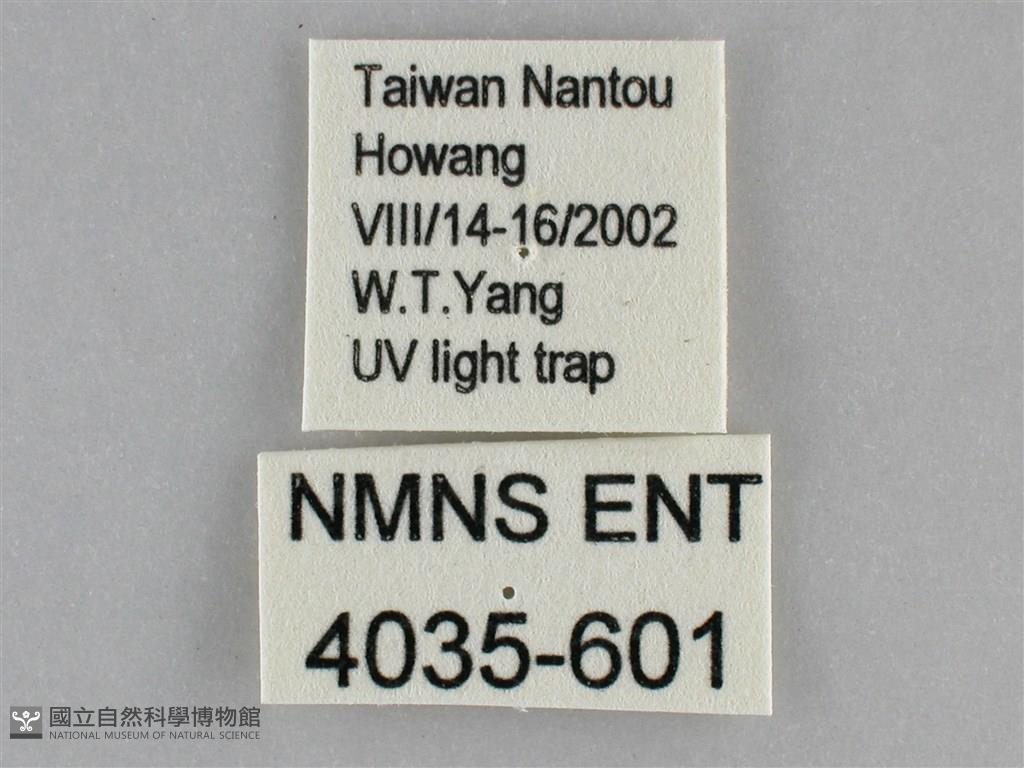 Taiwan Nantou
Howang
VIII/14-16/2002
W.T.Yang
UV light trap
NMNS ENT
4035-601
國立自然科學博物館
NATIONAL MUSEUM OF NATURAL SCIENCE